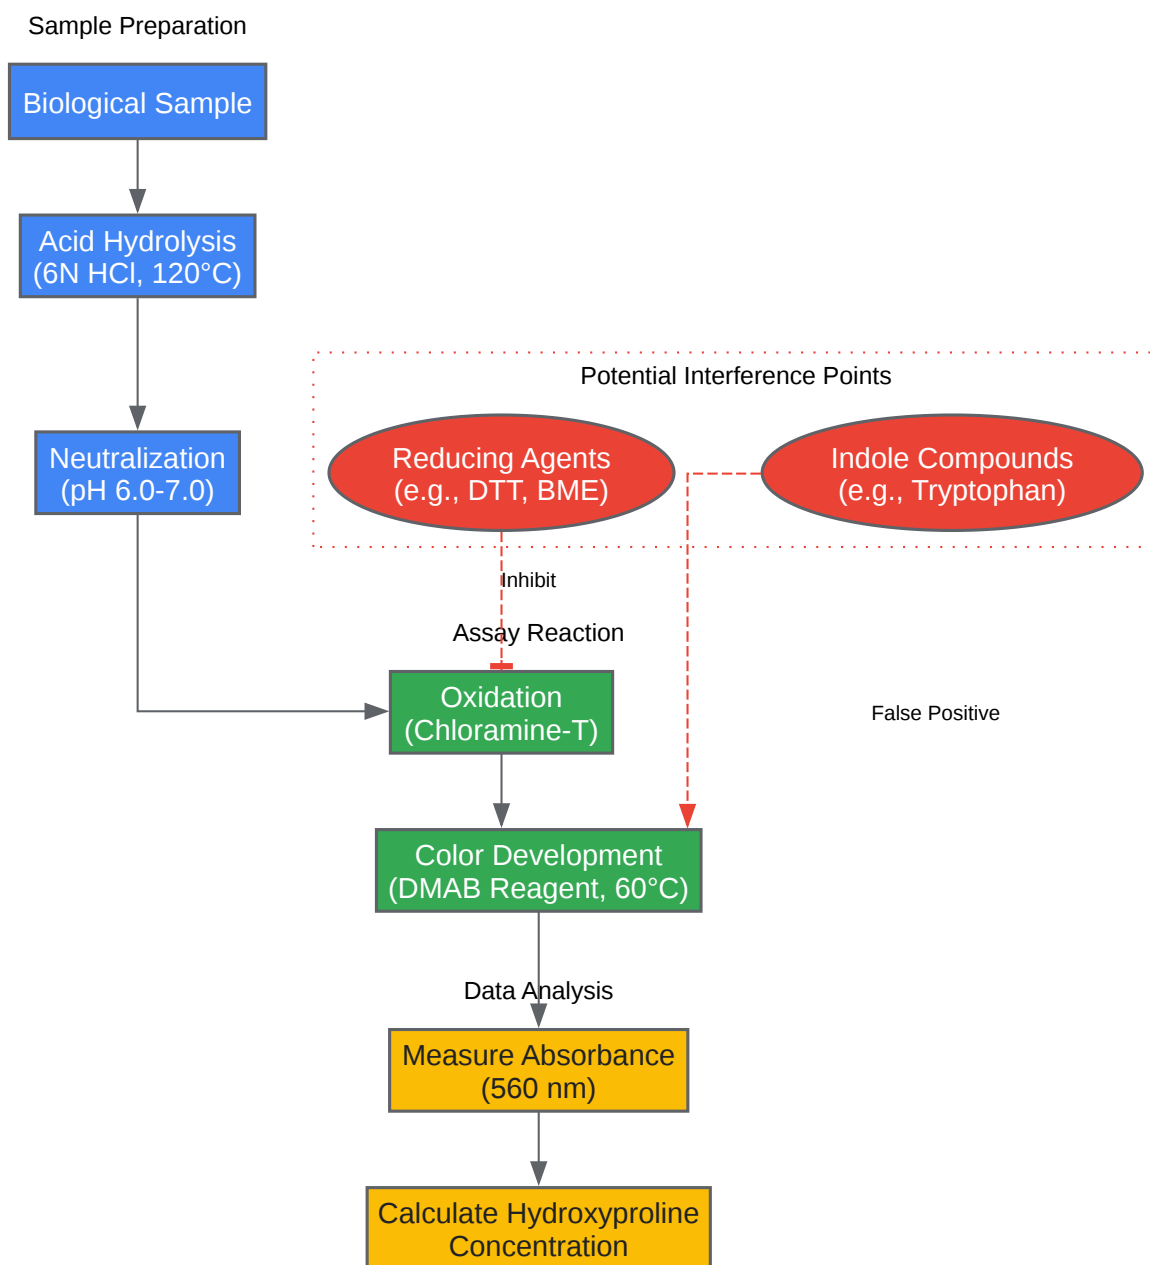 Sample Preparation
Biological Sample
Acid Hydrolysis
(6N HCl, 120°C)
Neutralization
(pH 6.0-7.0)
Potential Interference Points
Reducing Agents
(e.g., DTT, BME)
Indole Compounds
(e.g., Tryptophan)
Inhibit
Assay Reaction
Oxidation
(Chloramine-T)
False Positive
Color Development
(DMAB Reagent, 60°C)
Data Analysis
Measure Absorbance
(560 nm)
Calculate Hydroxyproline
Concentration